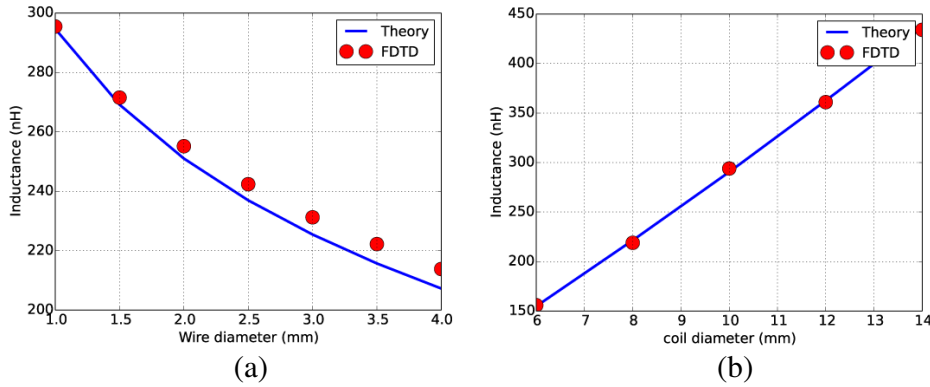 300
280
260
240
220
200
1.0 1.5 2.0 2.5 3.0 3.5 4.0
Inductance (nH)
Wire diameter (mm)
Theory
FDTD
(a)
450
400
350
300
250
200
150
6 7 8 9 10 11 12 13 14
Inductance (nH)
coil diameter (mm)
Theory
FDTD
(b)